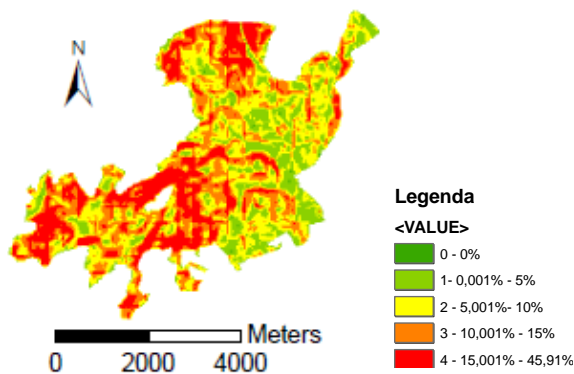 N
Legenda
<VALUE>
0 - 0%
1- 0,001% - 5%
2 - 5,001%- 10%
3 - 10,001% - 15%
4 - 15,001% - 45,91%
Meters
0 2000 4000